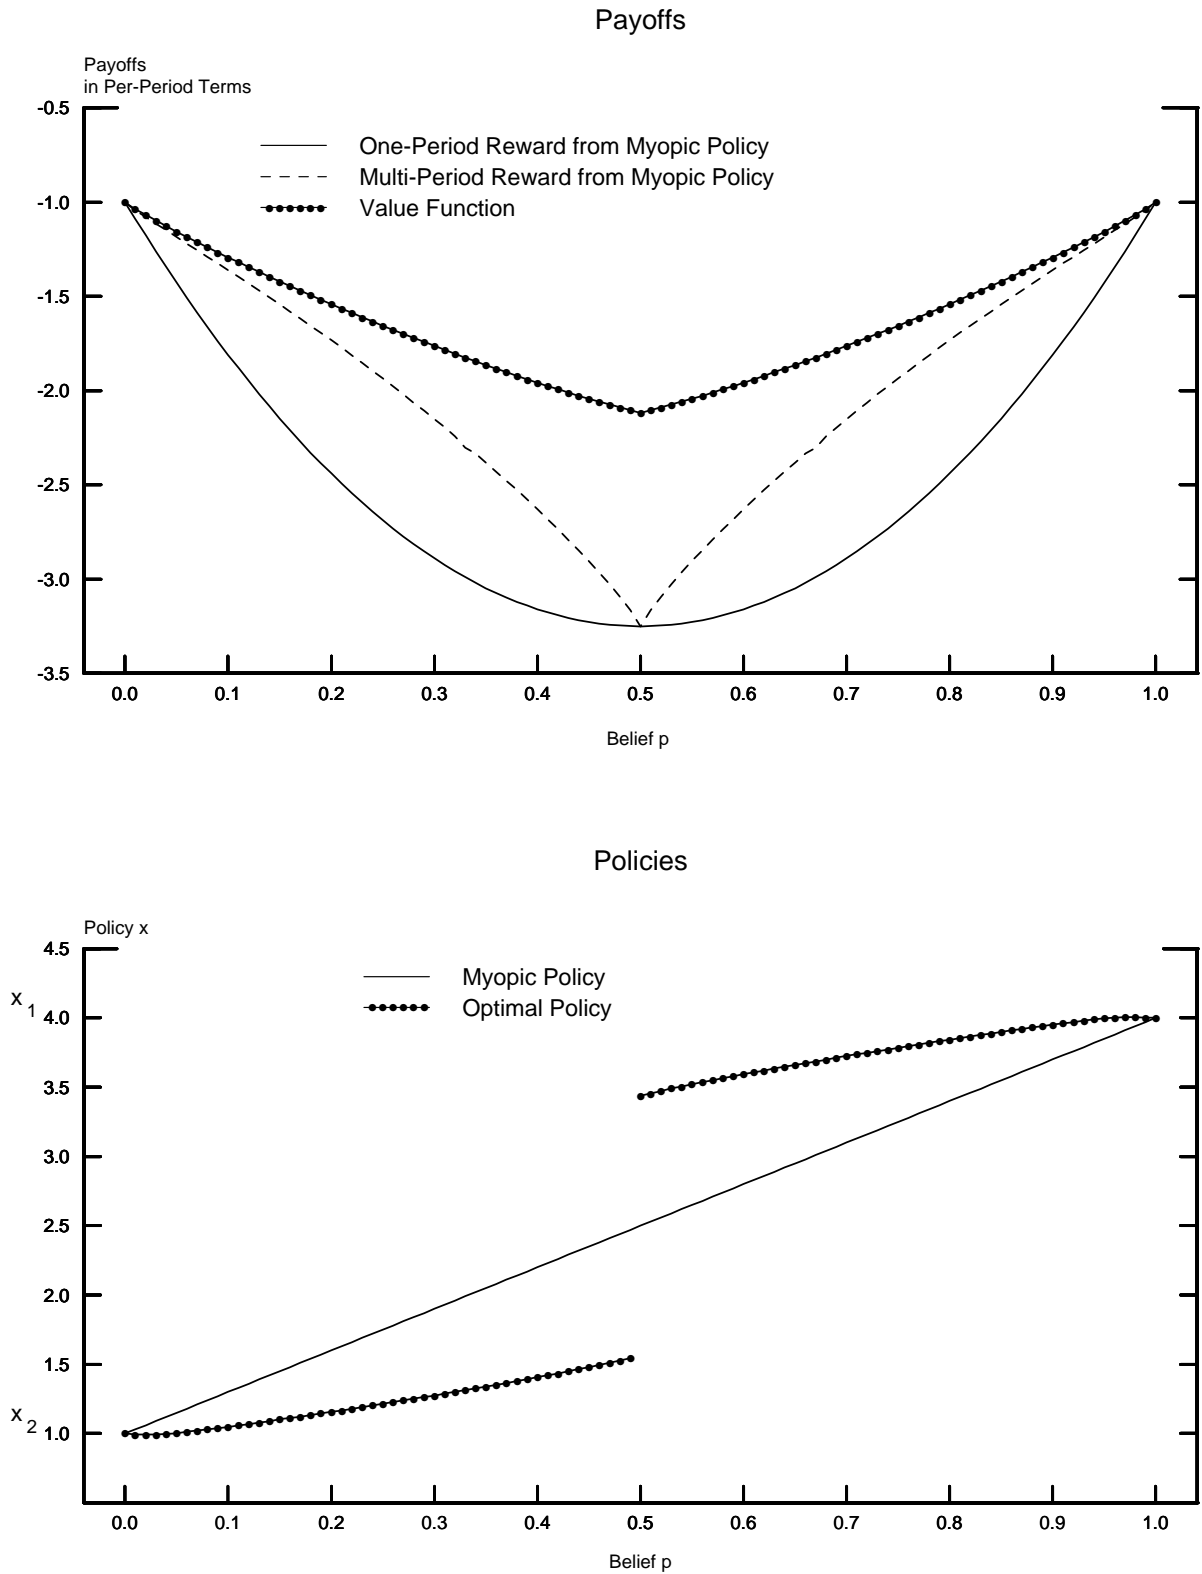 Payoffs
Payoffs
in Per-Period Terms
-0.5
One-Period Reward from Myopic Policy
Multi-Period Reward from Myopic Policy
-1.0
Value Function
-1.5
-2.0
-2.5
-3.0
-3.5
0.0 0.1 0.2 0.3 0.4 0.5 0.6 0.7 0.8 0.9 1.0
Belief p
Policies
Policy x
4.5
Myopic Policy
x1
Optimal Policy
4.0
3.5
3.0
2.5
2.0
1.5
x2
1.0
0.0 0.1 0.2 0.3 0.4 0.5 0.6 0.7 0.8 0.9 1.0
Belief p